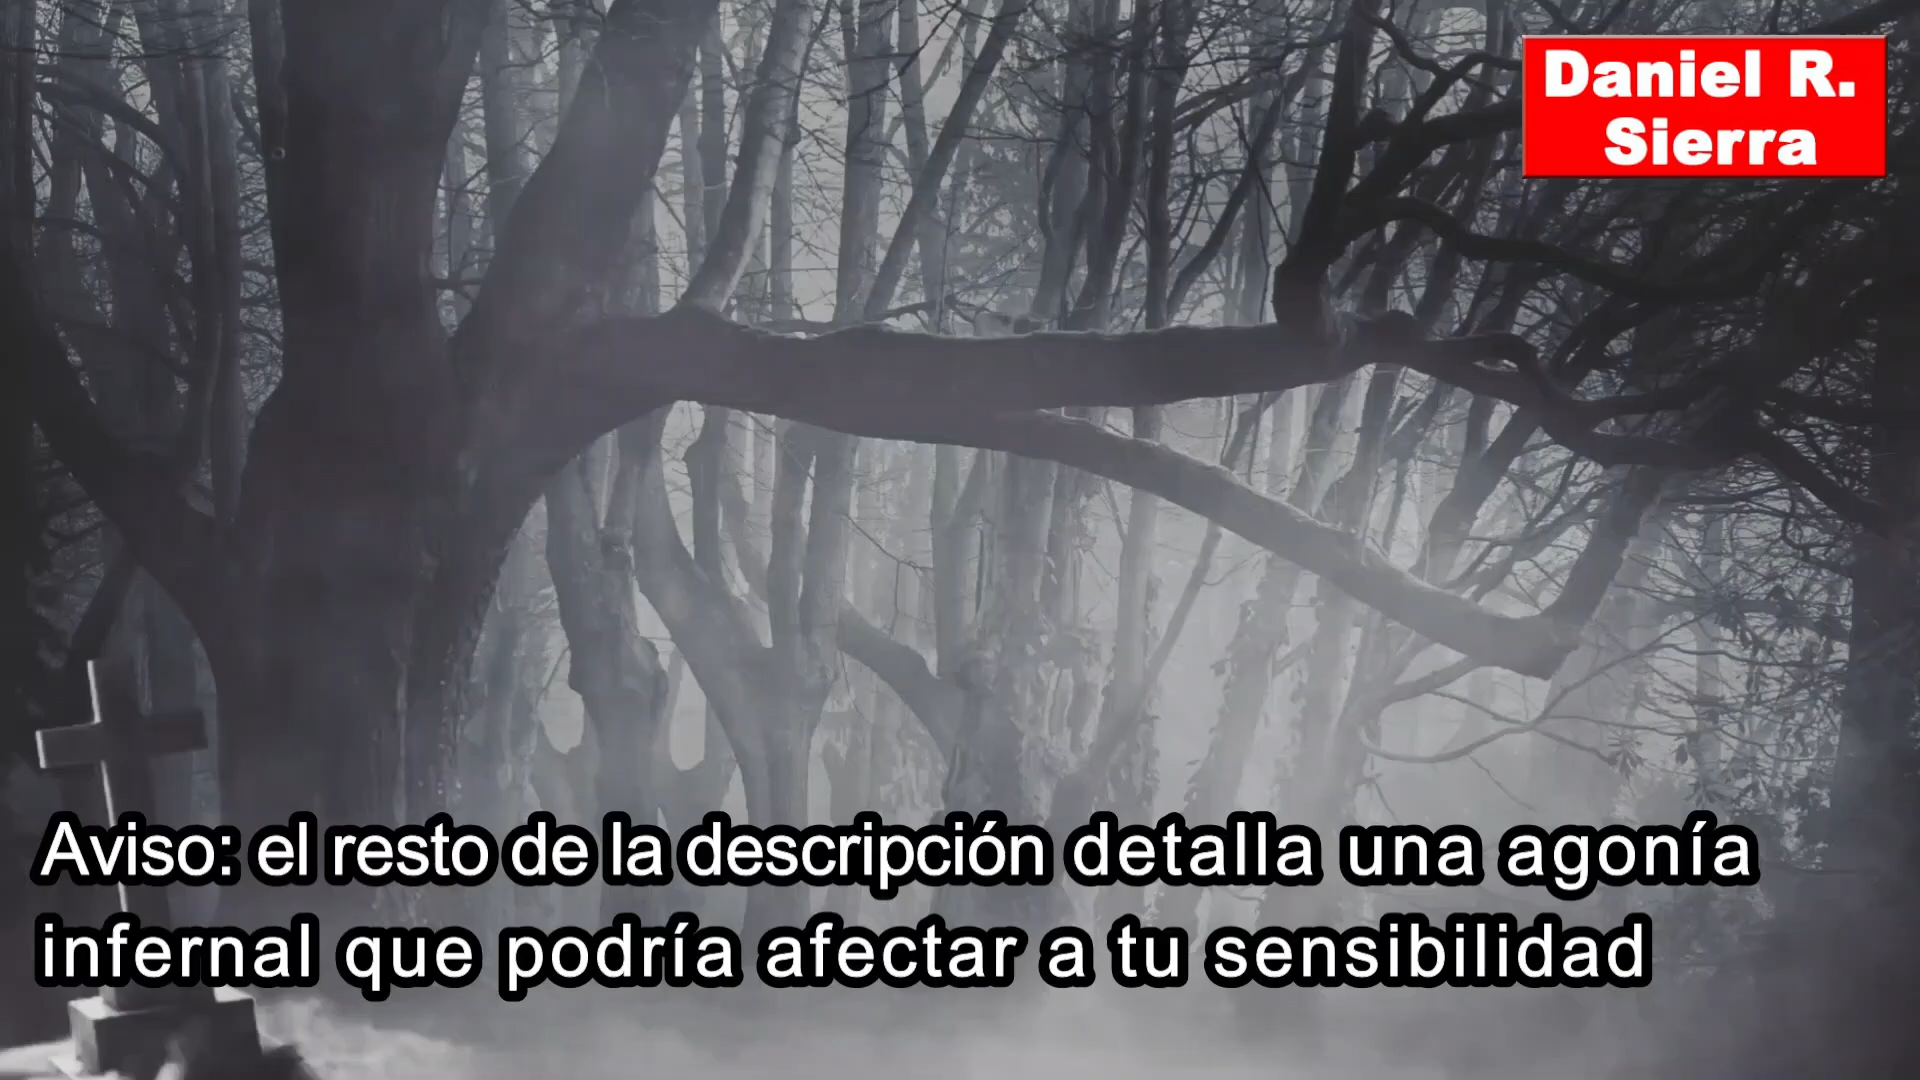 Daniel R.
Sierra
Aviso: el resto de la descripción detalla una agonía
infernal que podría afectar a tu sensibilidad